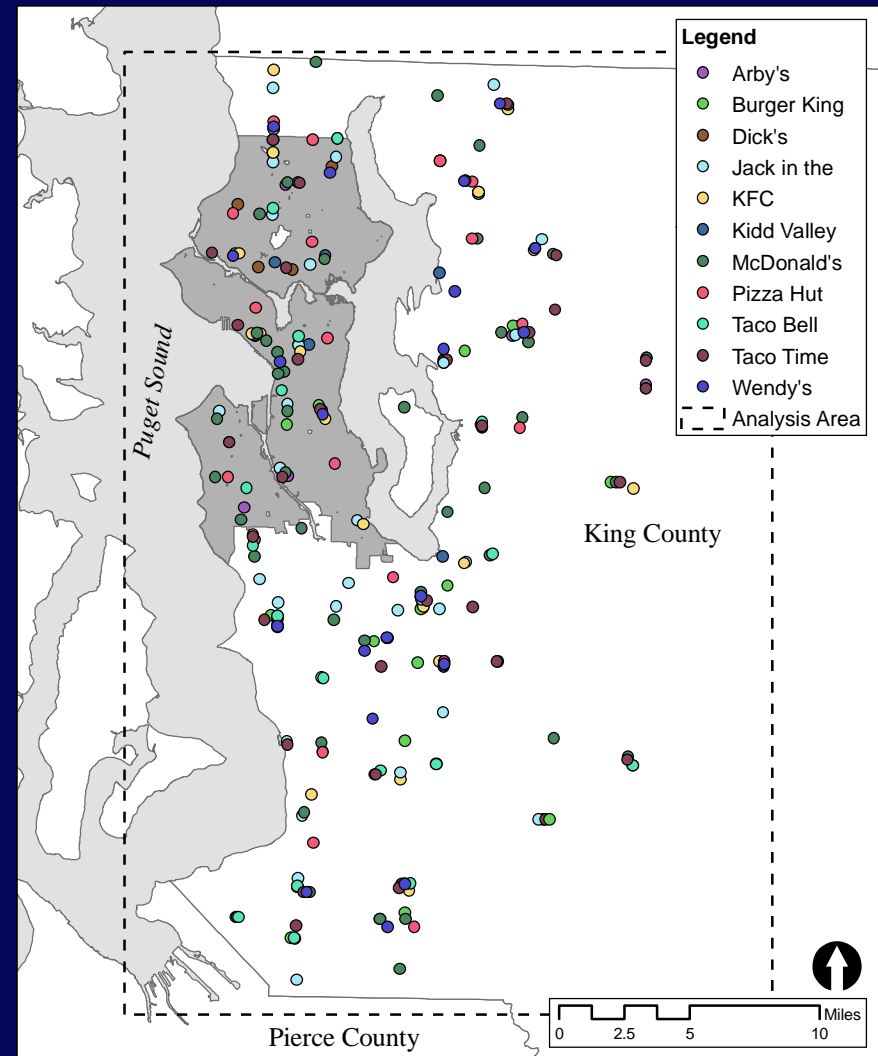 Legend
Arby's
Burger King
Dick's
Jack in the
KFC
Kidd Valley
McDonald's
Pizza Hut
Taco Bell
Taco Time
Wendy's
Analysis Area
Puget Sound
King County
Pierce County
Miles
0 2.5 5 10